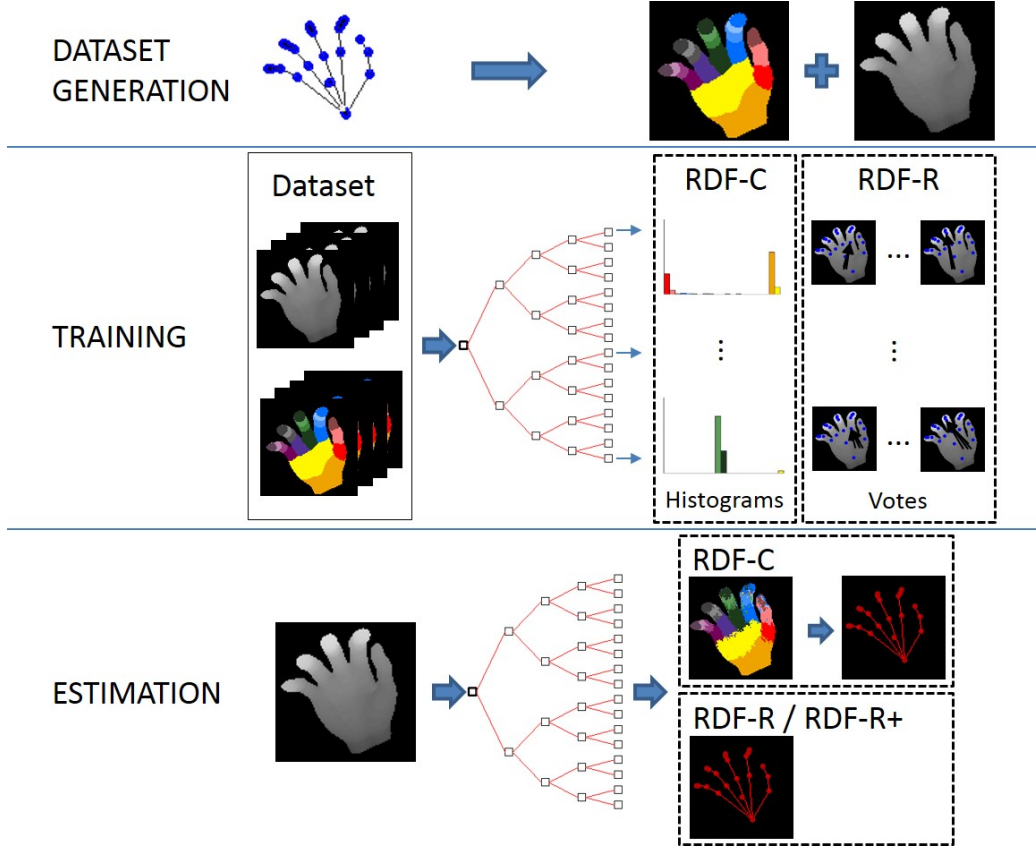 DATASET
GENERATION
Dataset
RDF-C
RDF-R
...
...
TRAINING
...
...
...
...
Histograms
Votes
RDF-C
ESTIMATION
RDF-R / RDF-R+